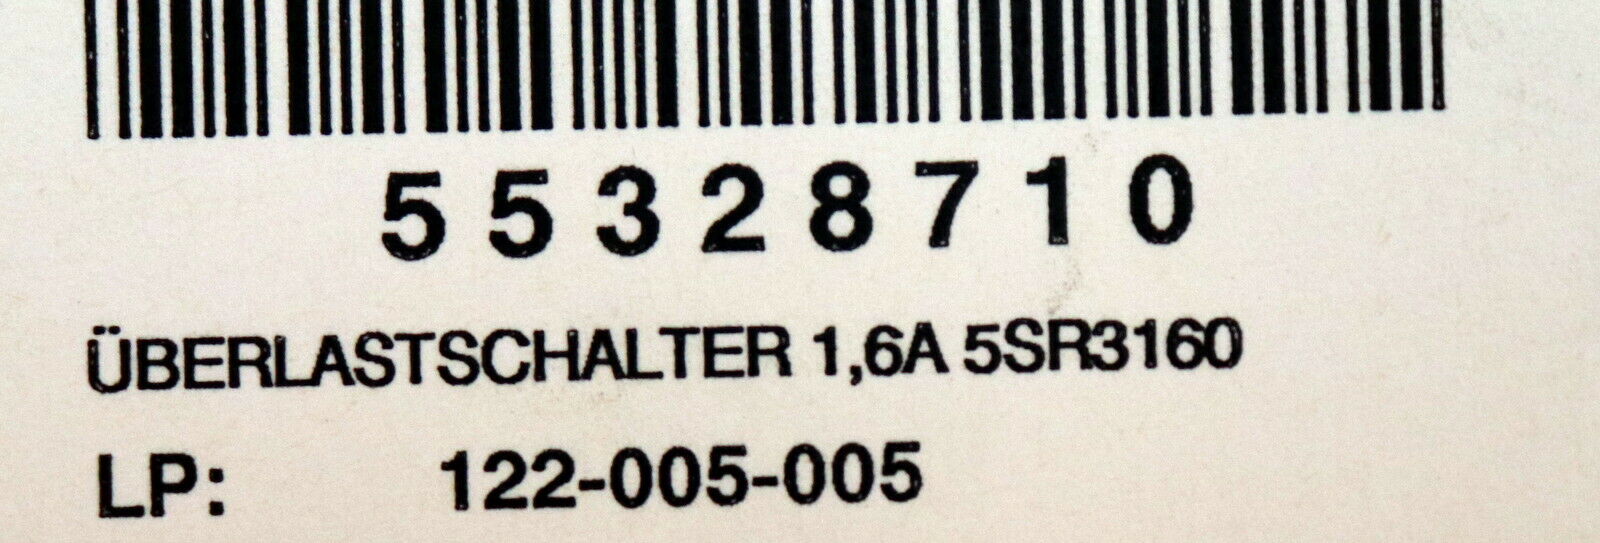 55328710
ÜBERLASTSCHALTER 1,6A 5SR3160
LP: 122-005-005